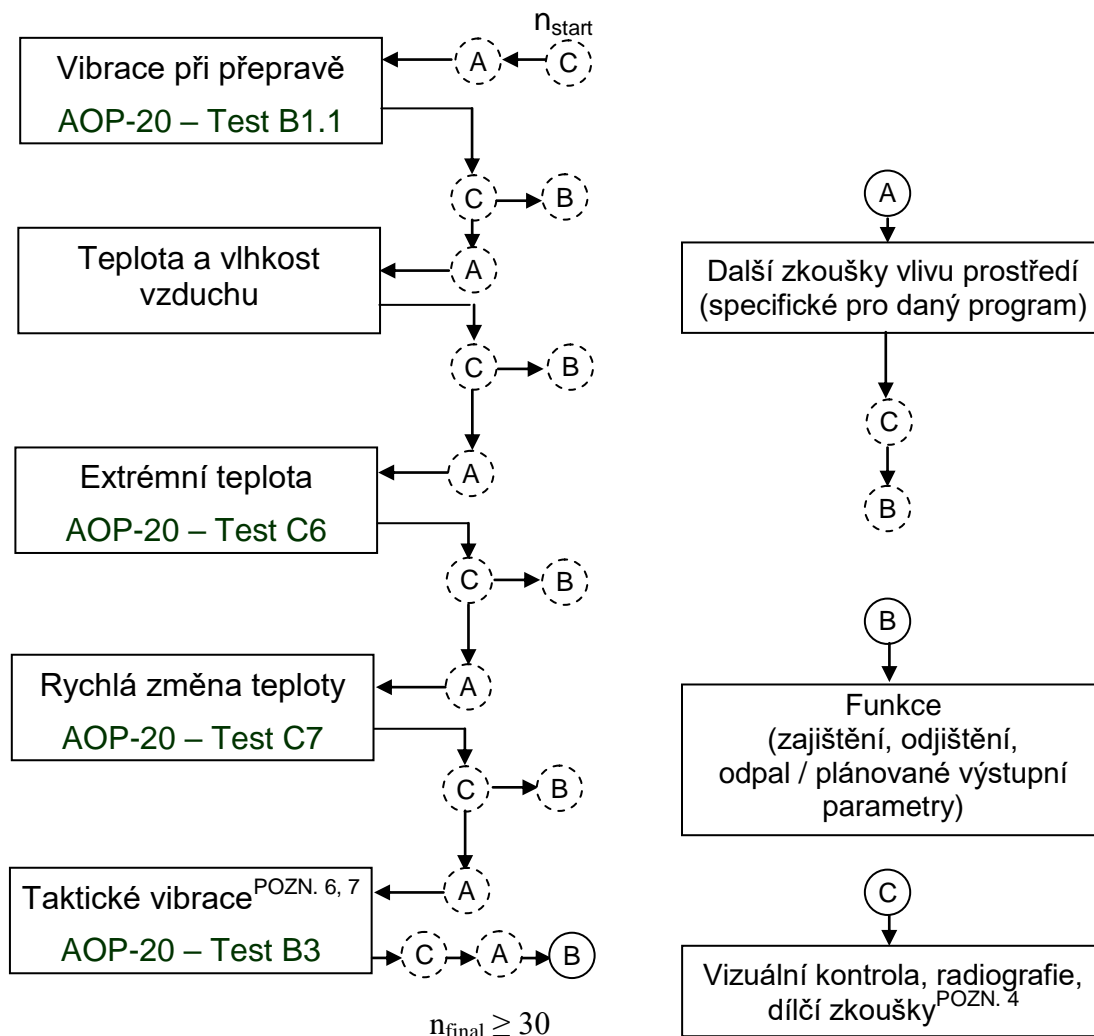 n_start
C
A
Vibrace při přepravě
AOP-20 – Test B1.1
C
B
A
Teplota a vlhkost
vzduchu
C
B
A
Extrémní teplota
AOP-20 – Test C6
C
B
A
Rychlá změna teploty
AOP-20 – Test C7
C
B
A
Taktické vibrace POZN. 6, 7
AOP-20 – Test B3
C A B
n_final ≥ 30
A
Další zkoušky vlivu prostředí
(specifické pro daný program)
C
B
B
Funkce
(zajištění, odjištění,
odpal / plánované výstupní
parametry)
C
Vizuální kontrola, radiografie,
dílčí zkoušky POZN. 4